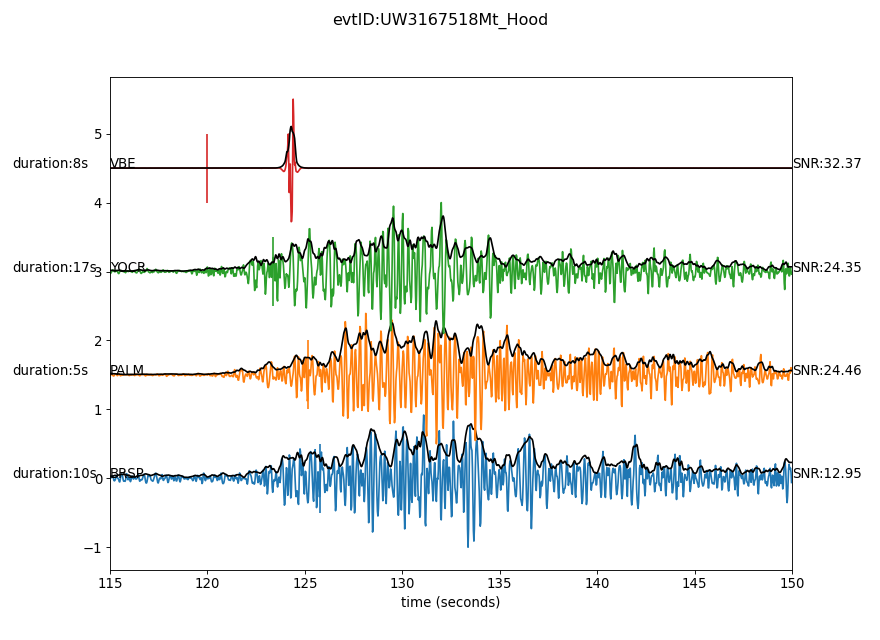 evtID:UW3167518Mt_Hood
5
duration:8s VBE SNR:32.37
4
duration:17s YOCR SNR:24.35
3
2
duration:5s PALM SNR:24.46
1
duration:10s BRSP SNR:12.95
0
−1
115 120 125 130 135 140 145 150
time (seconds)